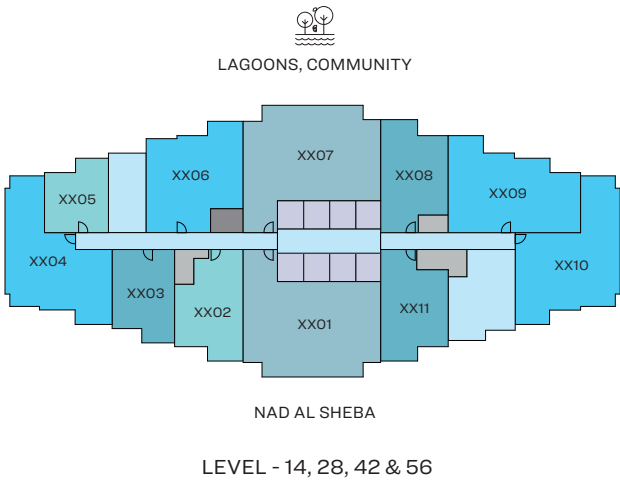 LAGOONS, COMMUNITY
XX07
XX06
XX08
XX05
XX09
XX04
XX10
XX03
XX02
XX01
XX11
NAD AL SHEBA
LEVEL - 14, 28, 42 & 56